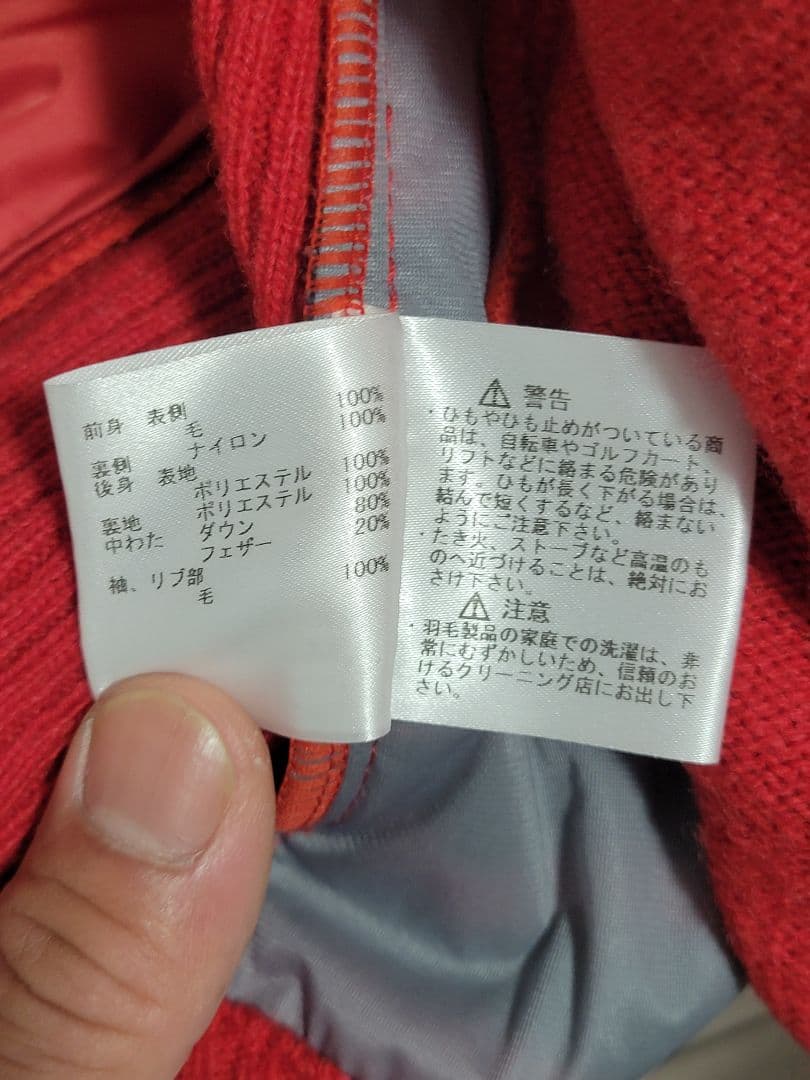 前身 表側
毛 100%
ナイロン 100%
裏側
後身 表地
ポリエステル 100%
ポリエステル 100%
裏地
中わた ダウン 80%
フェザー 20%
袖、リブ部
毛 100%
警告
・ひもやひも止めがついている商
品は、自転車やゴルフカート、
リフトなどに絡まる危険があり
ます。ひもが長く下がる場合は、
結んで短くするなど、絡まない
ようにご注意下さい。
・たき火、ストーブなど高温のも
のへ近づけることは、絶対にお
さけ下さい。
注意
・羽毛製品の家庭での洗濯は、非
常にむずかしいため、信頼のお
けるクリーニング店にお出し下
さい。